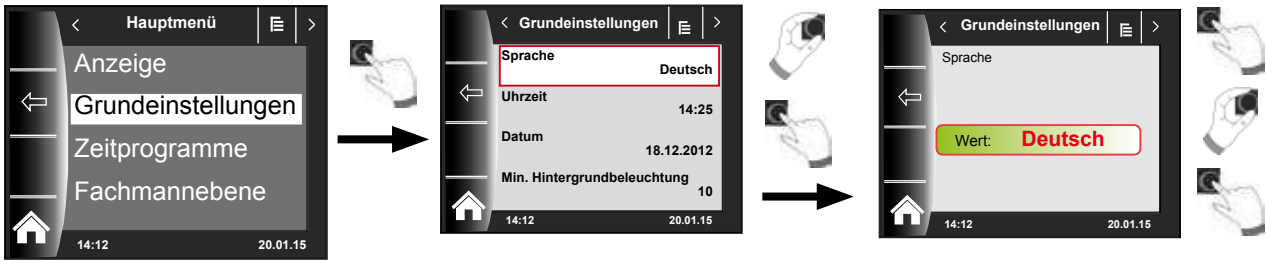 Hauptmenü
Anzeige
Grundeinstellungen
Zeitprogramme
Fachmannebene
14:12 20.01.15
Grundeinstellungen
Sprache
Deutsch
Uhrzeit
14:25
Datum
18.12.2012
Min. Hintergrundbeleuchtung
10
14:12 20.01.15
Grundeinstellungen
Sprache
Wert: Deutsch
14:12 20.01.15